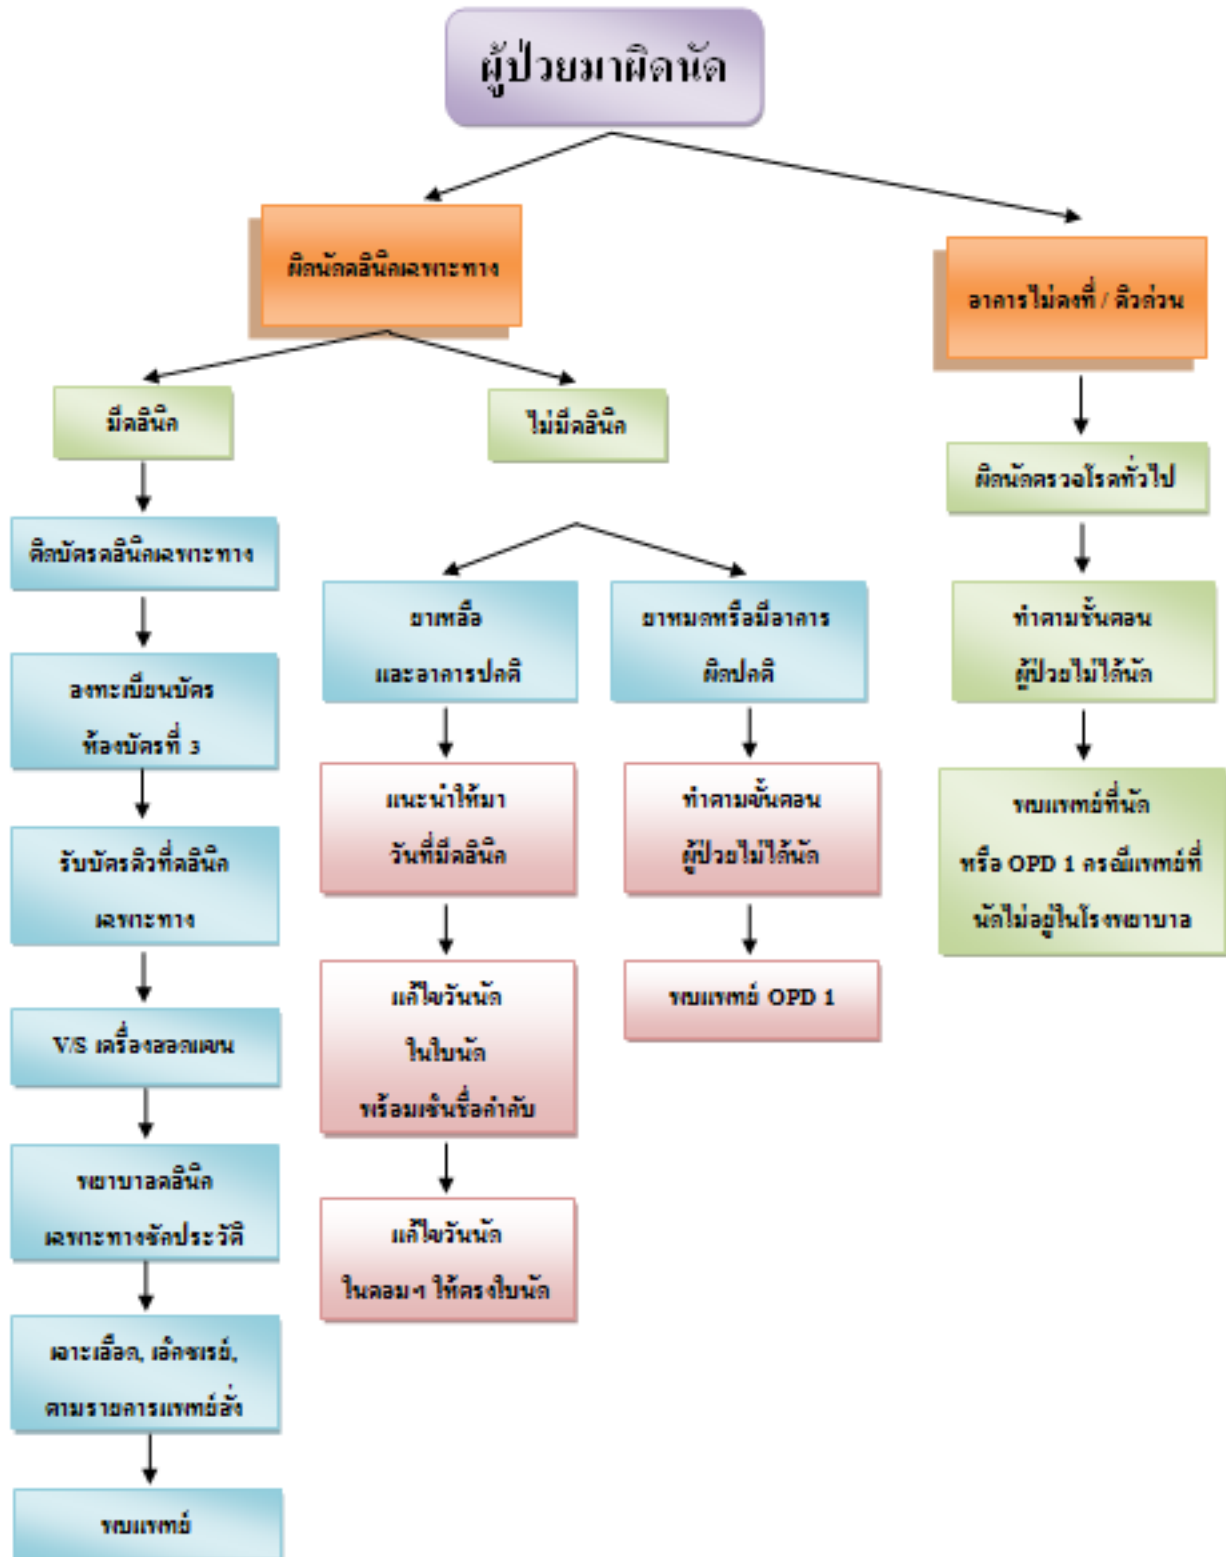 ผู้ป่วยมาผิดนัด
ผิดนัดคลินิคเฉพาะทาง
อาการไม่คงที่ / คิวด่วน
มีคลินิค
ไม่มีคลินิค
ผิดนัดตรวจโรคทั่วไป
ติดบัตรคลินิคเฉพาะทาง
ยาเหลือ
และอาการปกติ
ยาหมดหรือมีอาการ
ผิดปกติ
ทำตามขั้นตอน
ผู้ป่วยไม่ได้นัด
ลงทะเบียนบัตร
ห้องบัตรที่ 3
แนะนำให้มา
วันที่มีคลินิค
ทำตามขั้นตอน
ผู้ป่วยไม่ได้นัด
พบแพทย์ที่นัด
หรือ OPD 1 กรณีแพทย์ที่
นัดไม่อยู่ในโรงพยาบาล
รับบัตรคิวที่คลินิค
เฉพาะทาง
แก้ไขวันนัด
ในใบนัด
พร้อมเซ็นชื่อกำกับ
พบแพทย์ OPD 1
V/S เครื่องสอดแขน
พยาบาลคลินิค
เฉพาะทางซักประวัติ
แก้ไขวันนัด
ในคอมฯ ให้ตรงใบนัด
เจาะเลือด, เอ็กซเรย์,
ตามรายการแพทย์สั่ง
พบแพทย์